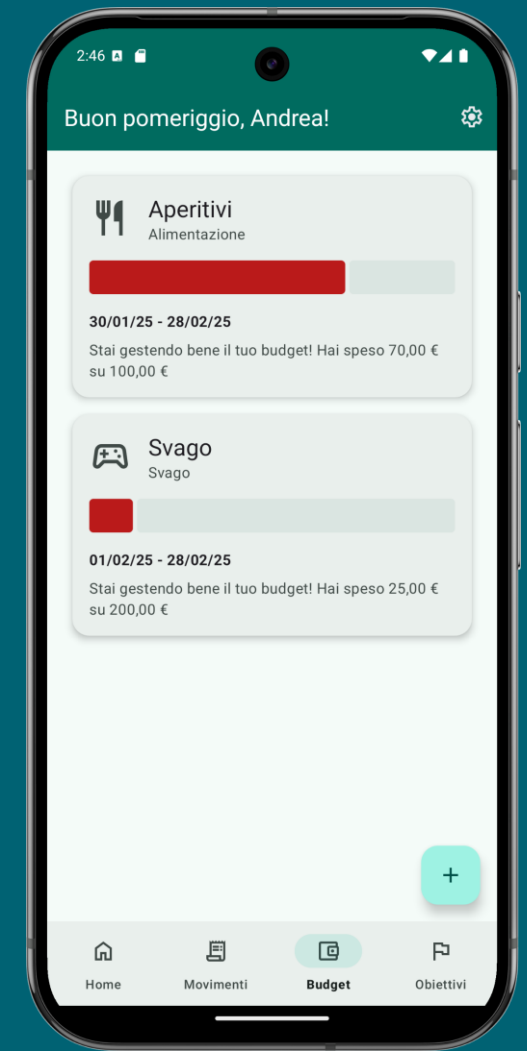 2:46
Buon pomeriggio, Andrea!
Aperitivi
Alimentazione
30/01/25 - 28/02/25
Stai gestendo bene il tuo budget! Hai speso 70,00 €
su 100,00 €
Svago
Svago
01/02/25 - 28/02/25
Stai gestendo bene il tuo budget! Hai speso 25,00 €
su 200,00 €
+
Home Movimenti Budget Obiettivi